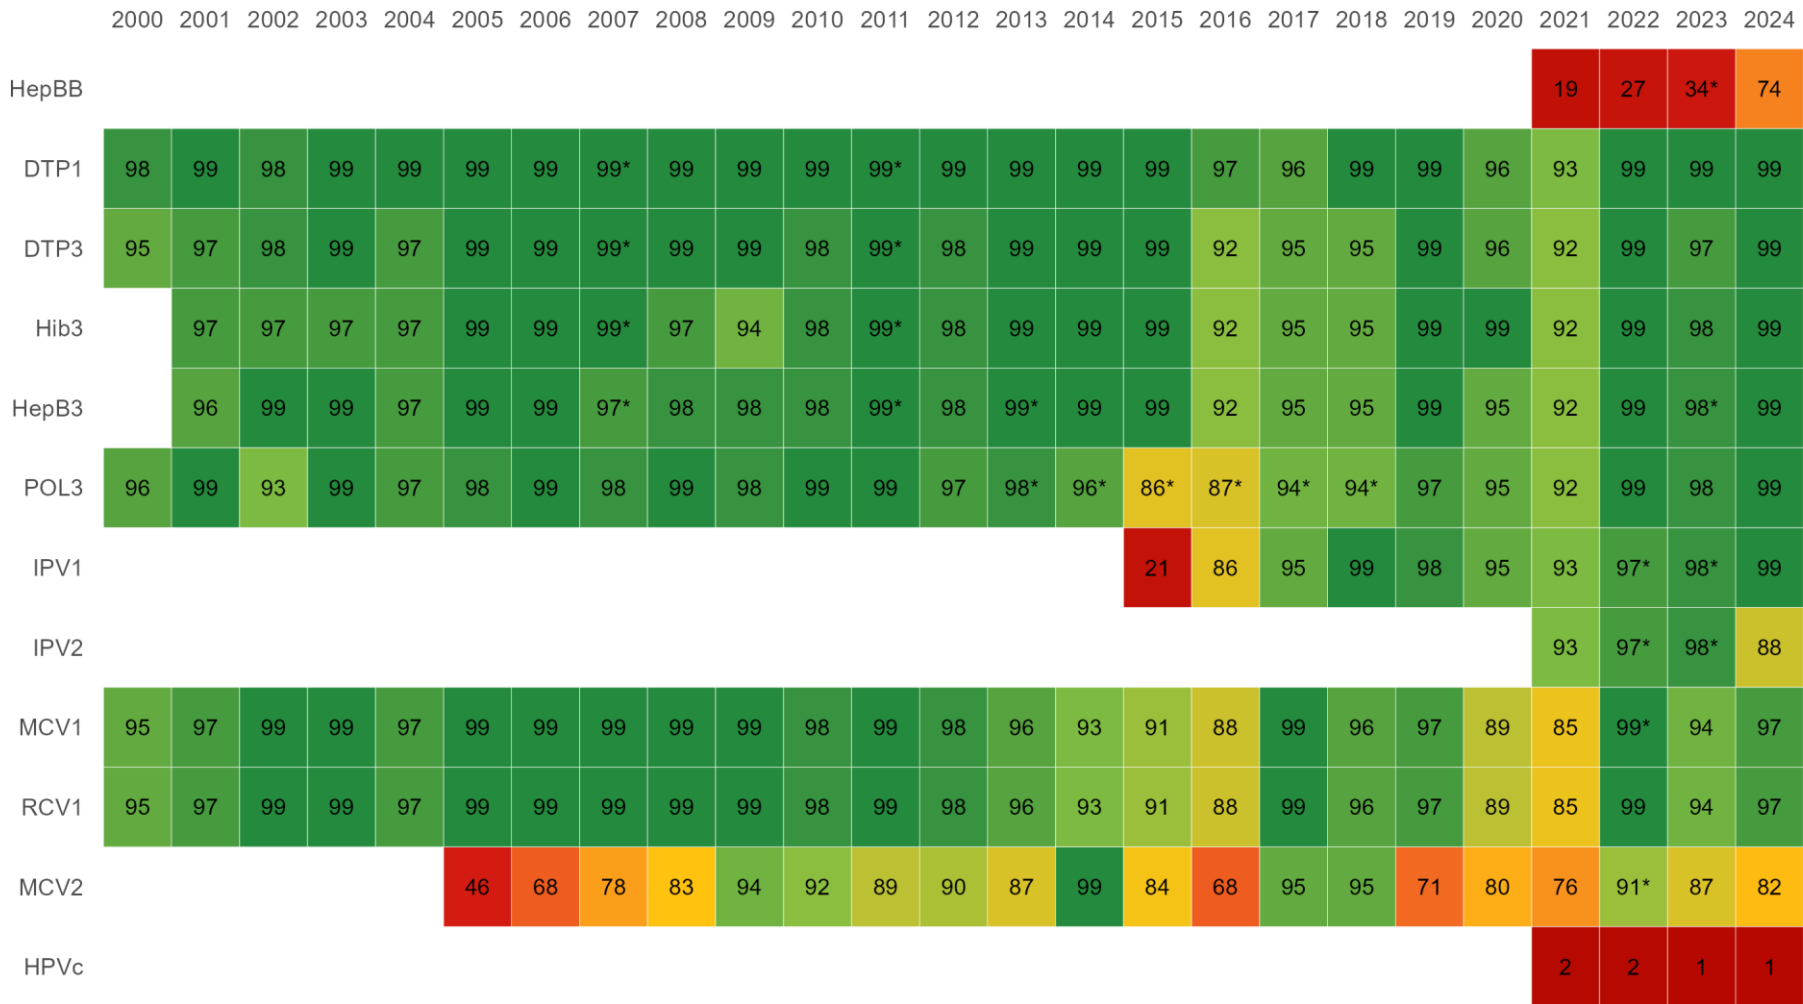 2000 2001 2002 2003 2004 2005 2006 2007 2008 2009 2010 2011 2012 2013 2014 2015 2016 2017 2018 2019 2020 2021 2022 2023 2024
HepBB 19 27 34* 74
DTP1 98 99 98 99 99 99 99 99* 99 99 99 99* 99 99 99 99 97 96 99 99 96 93 99 99 99
DTP3 95 97 98 99 97 99 99 99* 99 99 98 99* 98 99 99 99 92 95 95 99 96 92 99 97 99
Hib3 97 97 97 97 99 99 99* 97 94 98 99* 98 99 99 99 92 95 95 99 99 92 99 98 99
HepB3 96 99 99 97 99 99 97* 98 98 98 99* 98 99* 99 99 92 95 95 99 95 92 99 98* 99
POL3 96 99 93 99 97 98 99 98 99 98 99 99 97 98* 96* 86* 87* 94* 94* 97 95 92 99 98 99
IPV1 21 86 95 99 98 95 93 97* 98* 99
IPV2 93 97* 98* 88
MCV1 95 97 99 99 97 99 99 99 99 99 98 99 98 96 93 91 88 99 96 97 89 85 99* 94 97
RCV1 95 97 99 99 97 99 99 99 99 99 98 99 98 96 93 91 88 99 96 97 89 85 99 94 97
MCV2 46 68 78 83 94 92 89 90 87 99 84 68 95 95 71 80 76 91* 87 82
HPVc 2 2 1 1